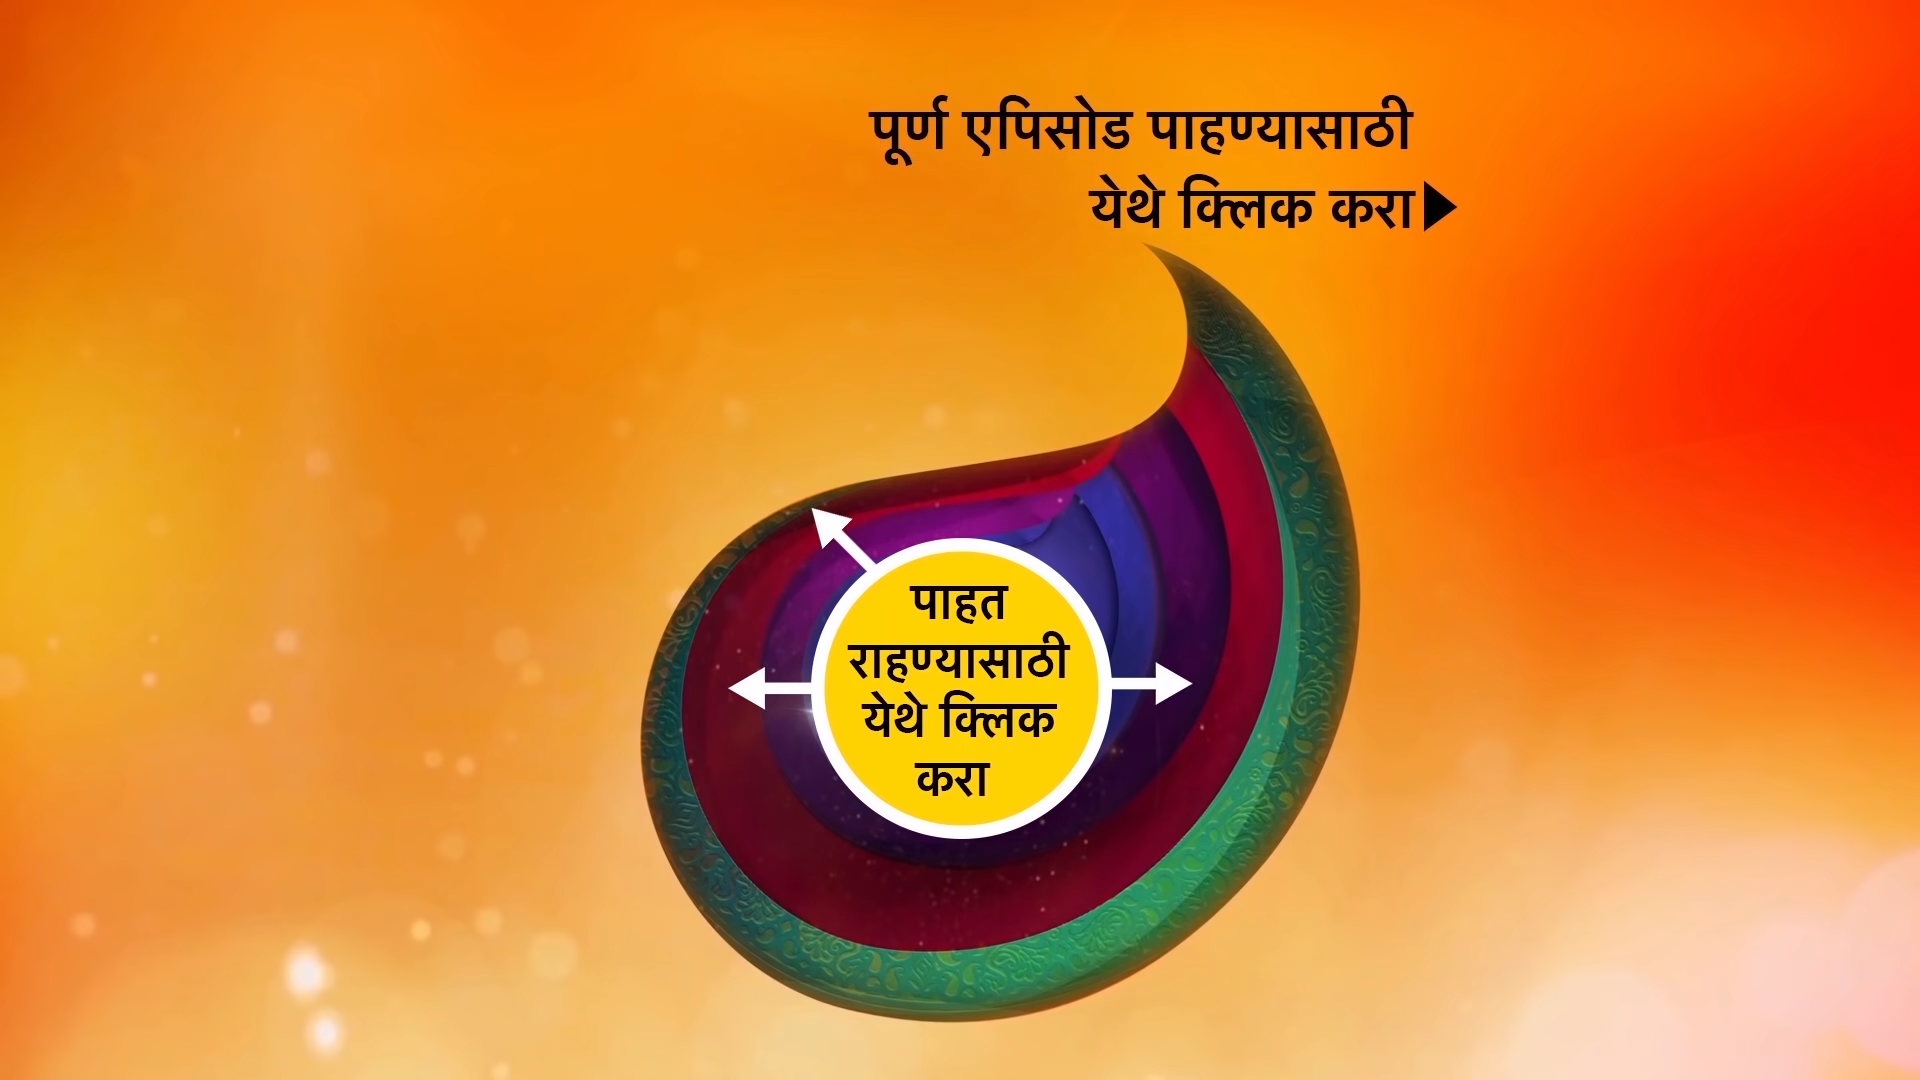 पूर्ण एपिसोड पाहण्यासाठी
येथे क्लिक करा
पाहत
राहण्यासाठी
येथे क्लिक
करा